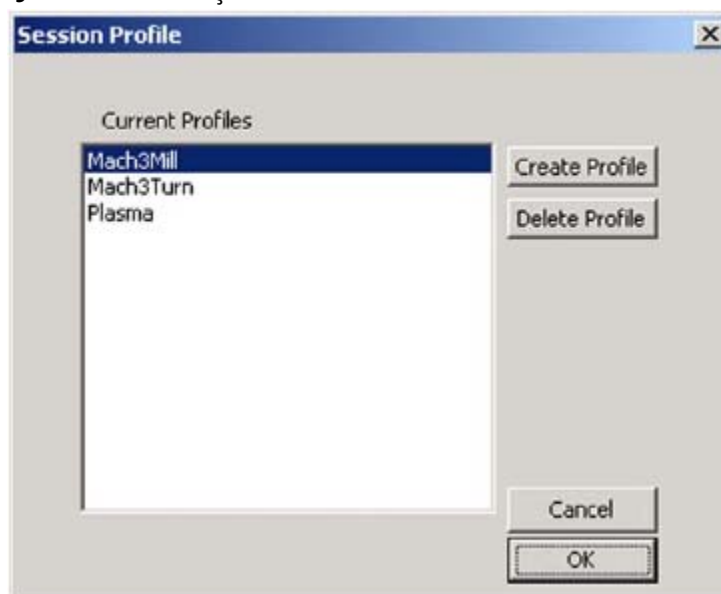 Session Profile
Current Profiles
Mach3Mill
Mach3Turn
Plasma
Create Profile
Delete Profile
Cancel
OK